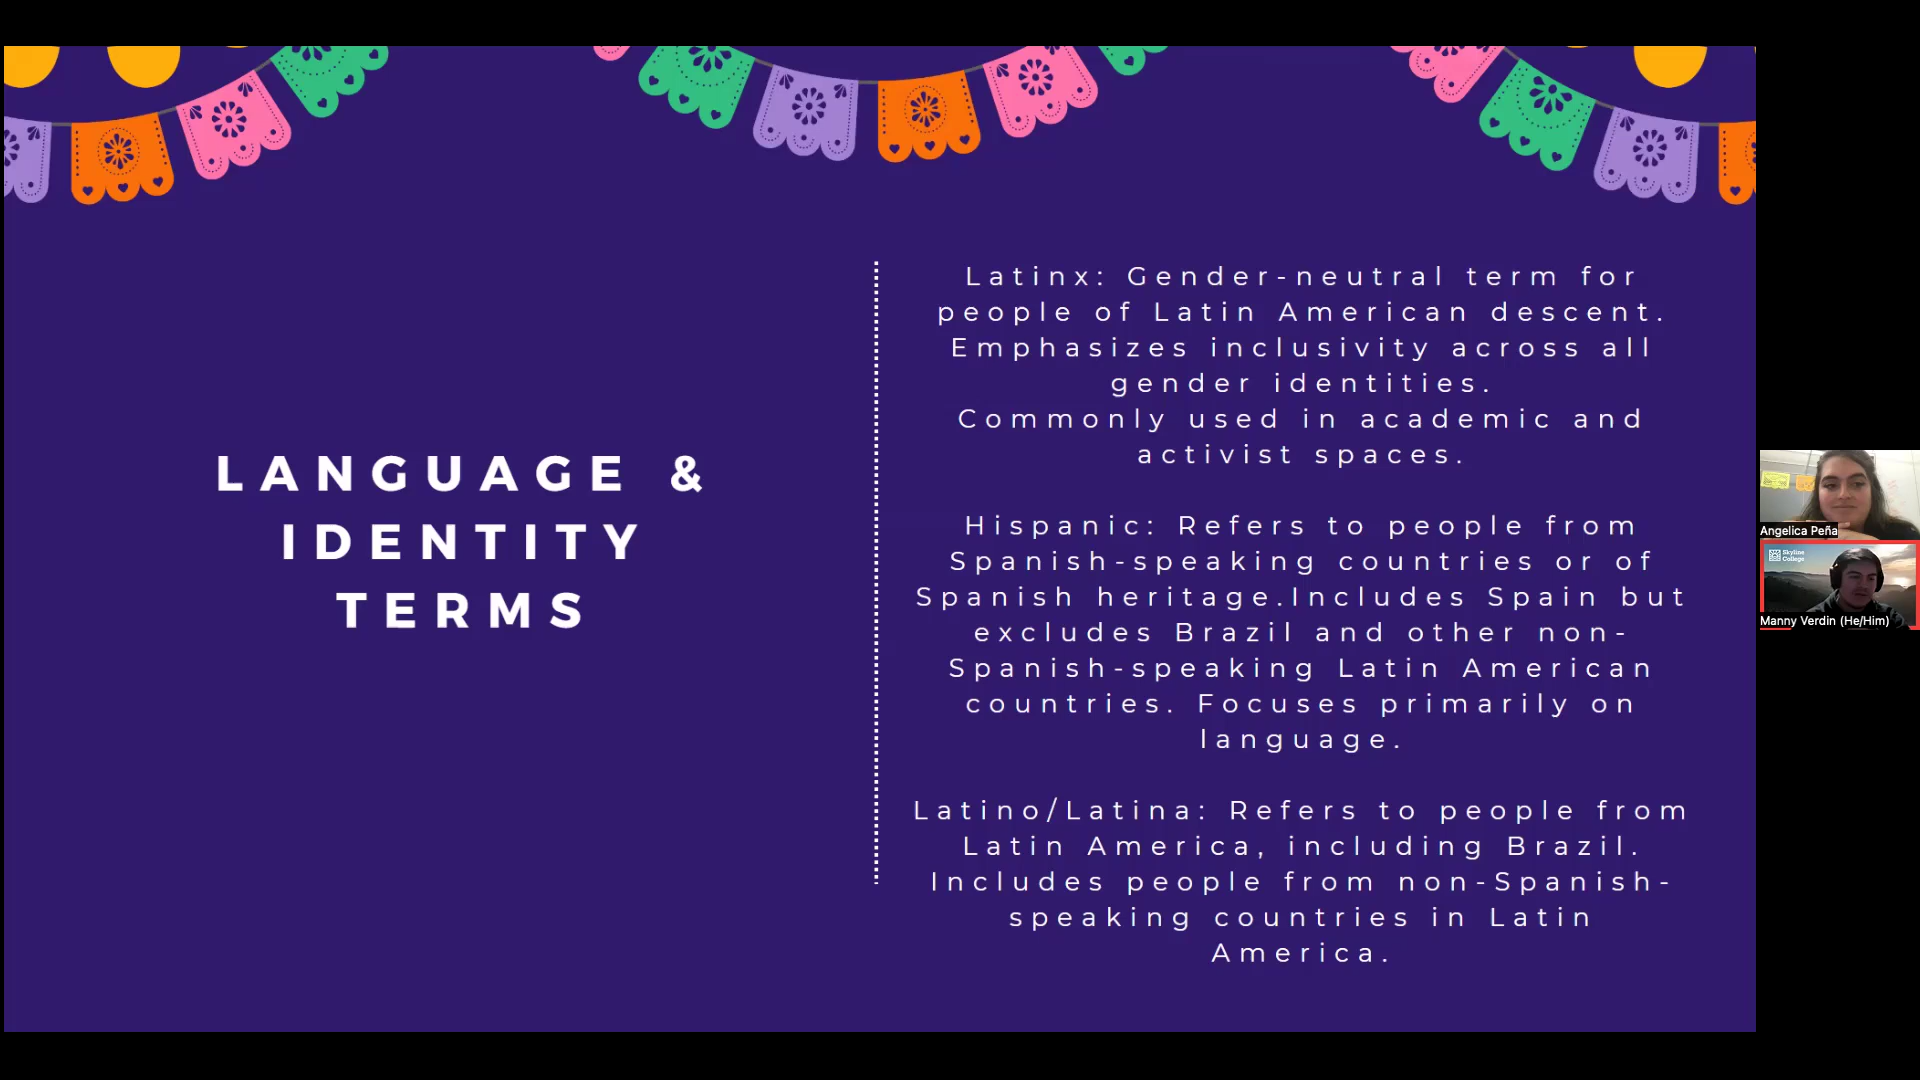 LANGUAGE &
IDENTITY
TERMS
Latinx: Gender-neutral term for
people of Latin American descent.
Emphasizes inclusivity across all
gender identities.
Commonly used in academic and
activist spaces.
Hispanic: Refers to people from
Spanish-speaking countries or of
Spanish heritage.Includes Spain but
excludes Brazil and other non-
Spanish-speaking Latin American
countries. Focuses primarily on
language.
Latino/Latina: Refers to people from
Latin America, including Brazil.
Includes people from non-Spanish-
speaking countries in Latin
America.
Angelica Peña
Skyline
College
Manny Verdin (He/Him)